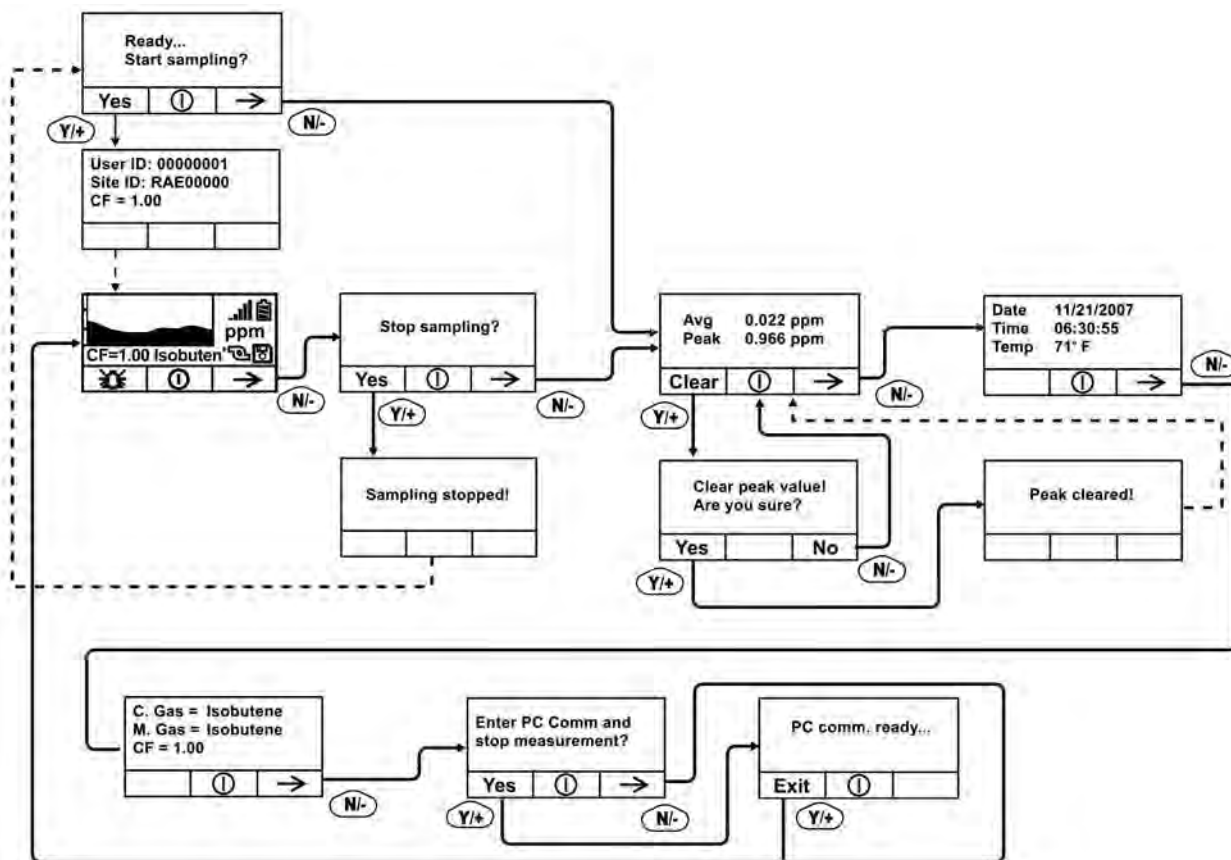 Ready...
Start sampling?
Yes
N/-
Y/+
User ID: 00000001
Site ID: RAE00000
CF = 1.00
ppm
CF=1.00 Isobuten'
N/-
Stop sampling?
Yes
Y/+
N/-
Sampling stopped!
Avg 0.022 ppm
Peak 0.966 ppm
Clear
Y/+
N/-
Date 11/21/2007
Time 06:30:55
Temp 71° F
N/-
Clear peak value!
Are you sure?
Yes No
Y/+
N/-
Peak cleared!
C. Gas = Isobutene
M. Gas = Isobutene
CF = 1.00
N/-
Enter PC Comm and
stop measurement?
Yes
Y/+
N/-
PC comm. ready...
Exit
Y/+